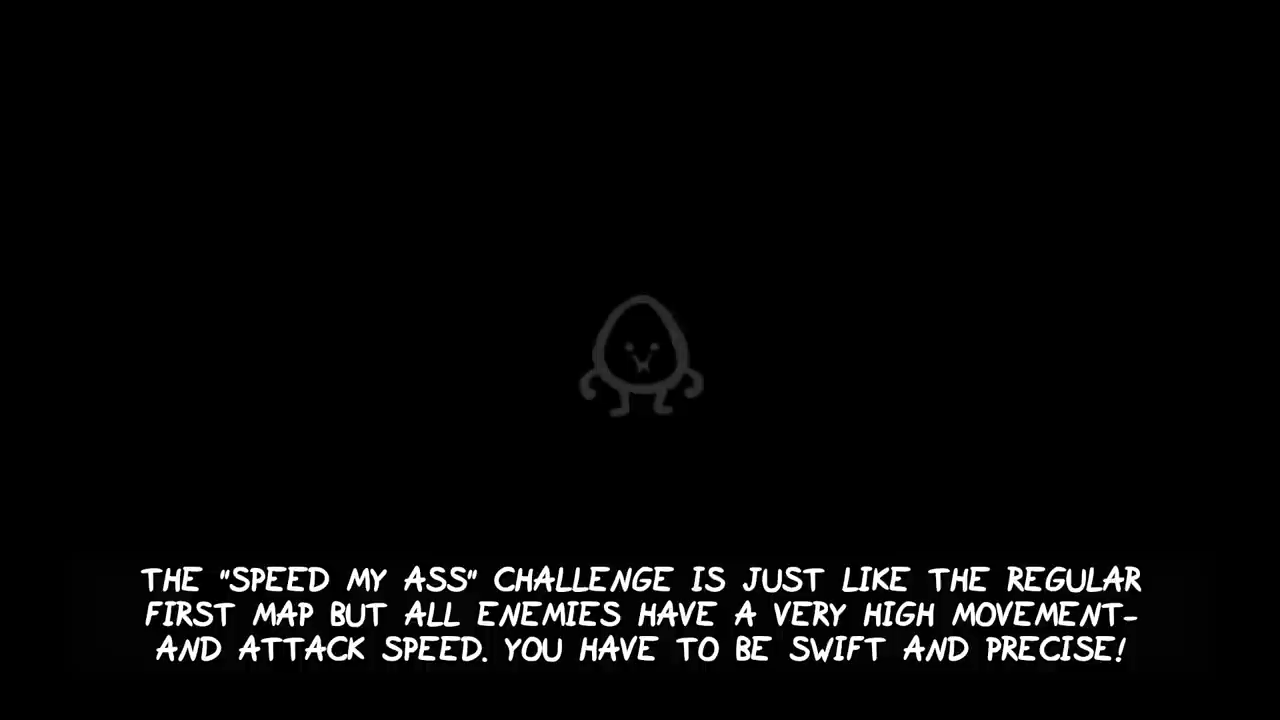 THE "SPEED MY ASS" CHALLENGE IS JUST LIKE THE REGULAR
FIRST MAP BUT ALL ENEMIES HAVE A VERY HIGH MOVEMENT-
AND ATTACK SPEED. YOU HAVE TO BE SWIFT AND PRECISE!